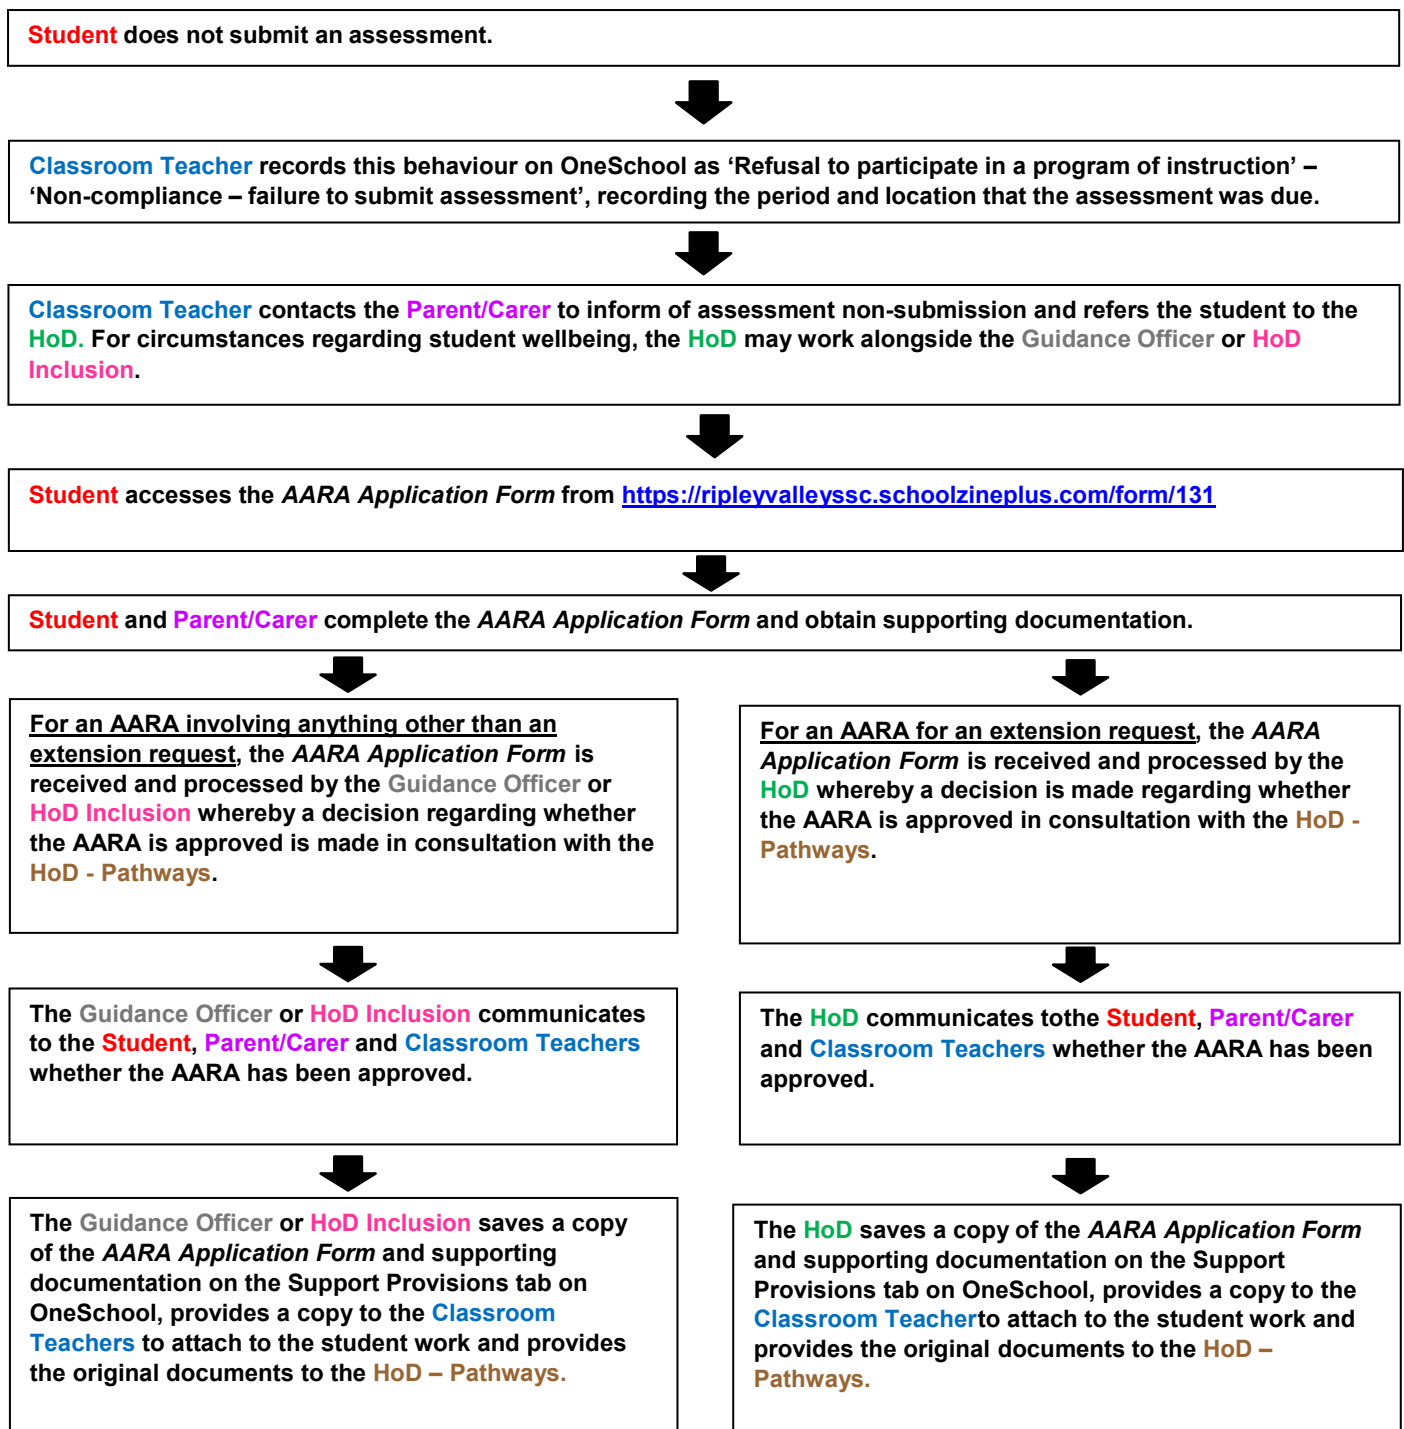 Student does not submit an assessment.
Classroom Teacher records this behaviour on OneSchool as ‘Refusal to participate in a program of instruction’ –
‘Non-compliance – failure to submit assessment’, recording the period and location that the assessment was due.
Classroom Teacher contacts the Parent/Carer to inform of assessment non-submission and refers the student to the
HoD. For circumstances regarding student wellbeing, the HoD may work alongside the Guidance Officer or HoD
Inclusion.
Student accesses the AARA Application Form from https://ripleyvalleyssc.schoolzineplus.com/form/131
Student and Parent/Carer complete the AARA Application Form and obtain supporting documentation.
For an AARA involving anything other than an
extension request, the AARA Application Form is
received and processed by the Guidance Officer or
HoD Inclusion whereby a decision regarding whether
the AARA is approved is made in consultation with the
HoD - Pathways.
For an AARA for an extension request, the AARA
Application Form is received and processed by the
HoD whereby a decision is made regarding whether
the AARA is approved in consultation with the HoD -
Pathways.
The Guidance Officer or HoD Inclusion communicates
to the Student, Parent/Carer and Classroom Teachers
whether the AARA has been approved.
The HoD communicates tothe Student, Parent/Carer
and Classroom Teachers whether the AARA has been
approved.
The Guidance Officer or HoD Inclusion saves a copy
of the AARA Application Form and supporting
documentation on the Support Provisions tab on
OneSchool, provides a copy to the Classroom
Teachers to attach to the student work and provides
the original documents to the HoD – Pathways.
The HoD saves a copy of the AARA Application Form
and supporting documentation on the Support
Provisions tab on OneSchool, provides a copy to the
Classroom Teacherto attach to the student work and
provides the original documents to the HoD –
Pathways.